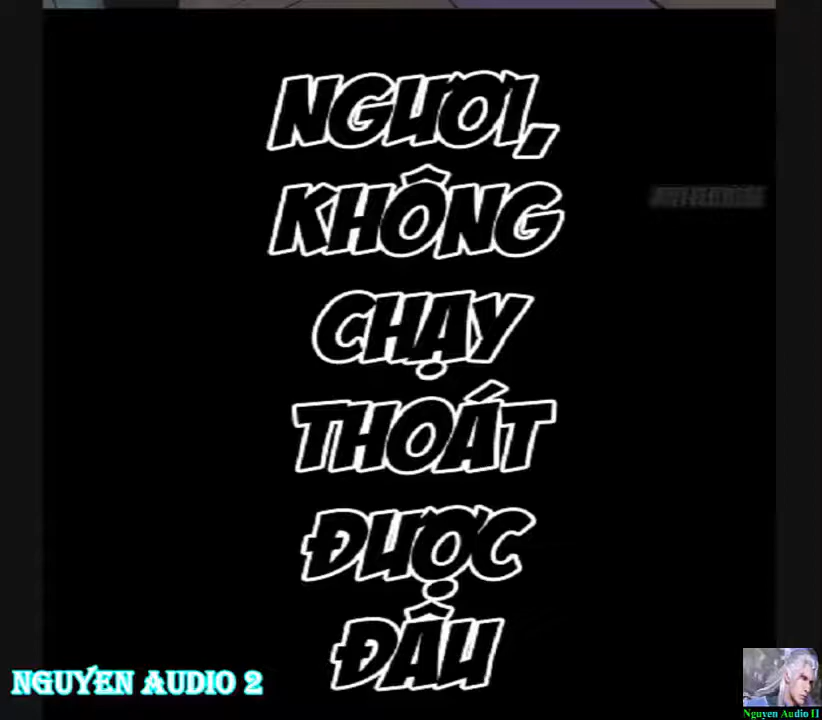 NGƯƠI,
KHÔNG
CHẠY
THOÁT
ĐƯỢC
ĐÂU
NGUYEN AUDIO 2
Nguyen Audio II